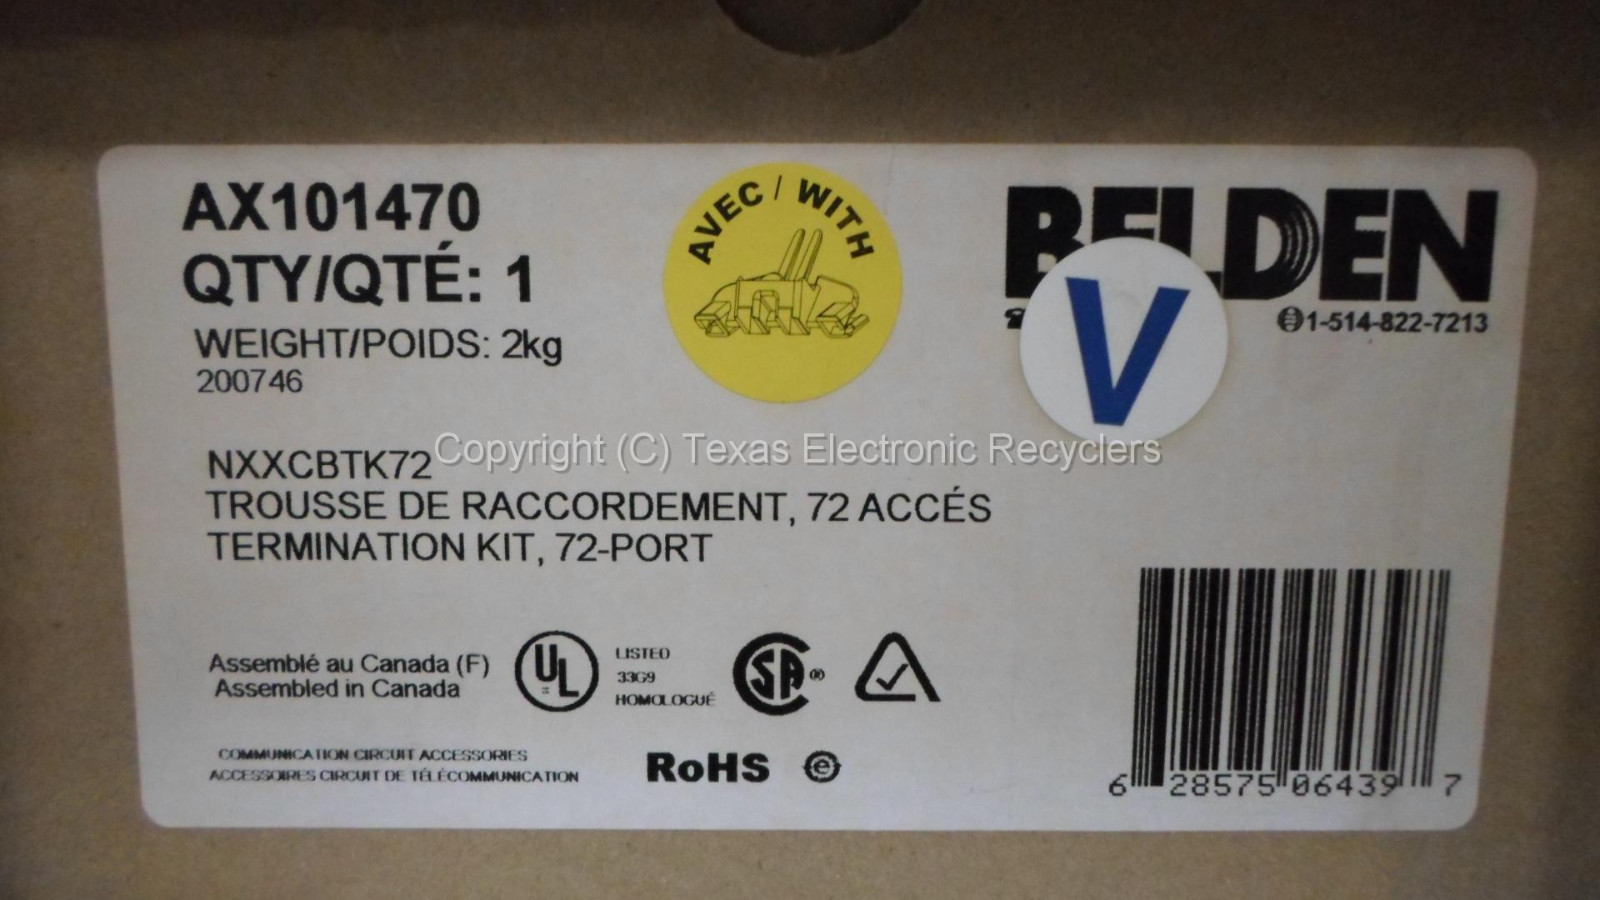 AX101470
QTY/QTÉ: 1
WEIGHT/POIDS: 2kg
200746
AVEC / WITH
BELDEN
V
1-514-822-7213
Copyright (C) Texas Electronic Recyclers
NXXCBTK72
TROUSSE DE RACCORDEMENT, 72 ACCÉS
TERMINATION KIT, 72-PORT
Assemblé au Canada (F)
Assembled in Canada
UL
LISTED
33G9
HOMOLOGUÉ
CSA®
COMMUNICATION CIRCUIT ACCESSORIES
ACCESSOIRES CIRCUIT DE TÉLÉCOMMUNICATION
RoHS e
6 28575 06439 7